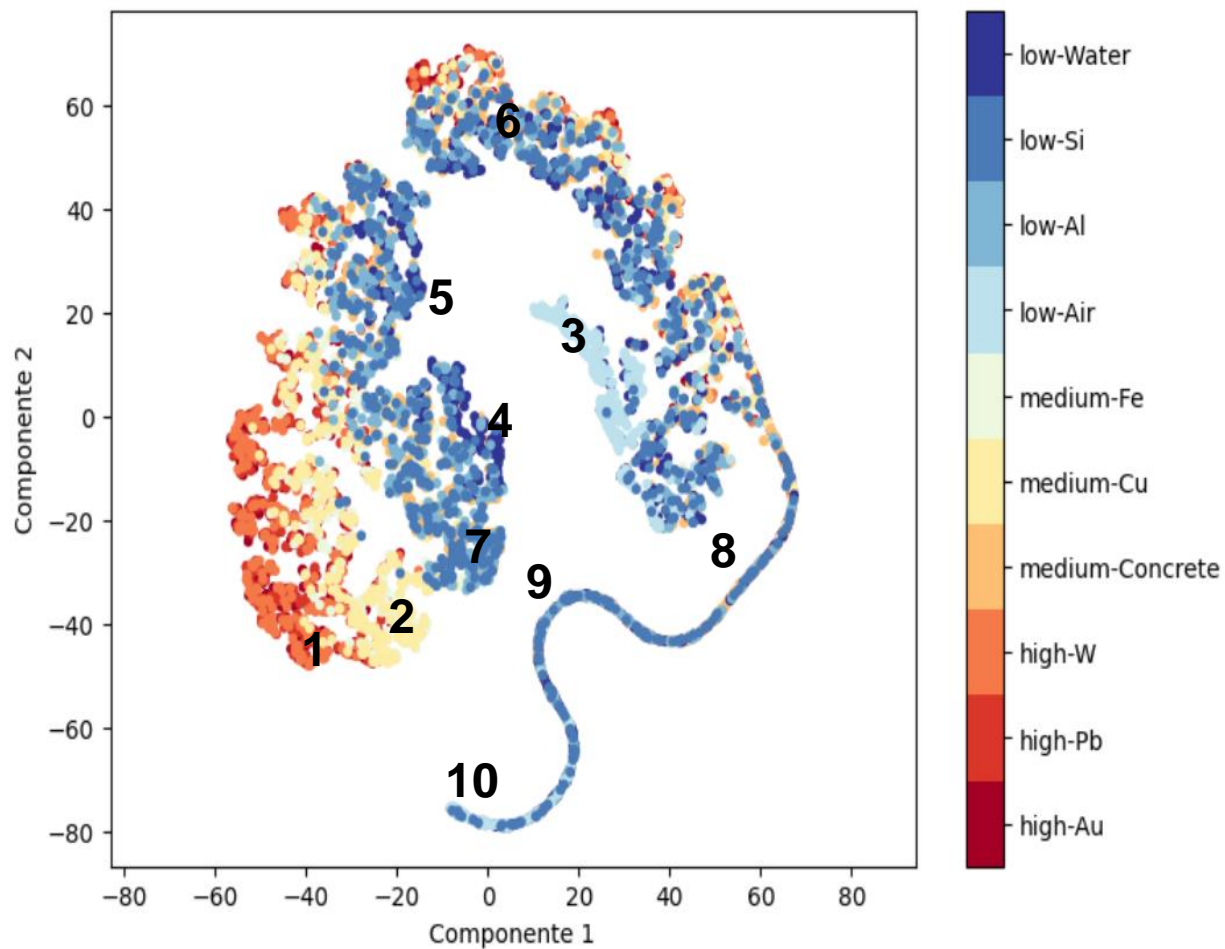 60
40
20
0
−20
−40
−60
−80
Componente 2
−80 −60 −40 −20 0 20 40 60 80
Componente 1
6
5
3
4
7
8
9
2
1
10
low-Water
low-Si
low-Al
low-Air
medium-Fe
medium-Cu
medium-Concrete
high-W
high-Pb
high-Au